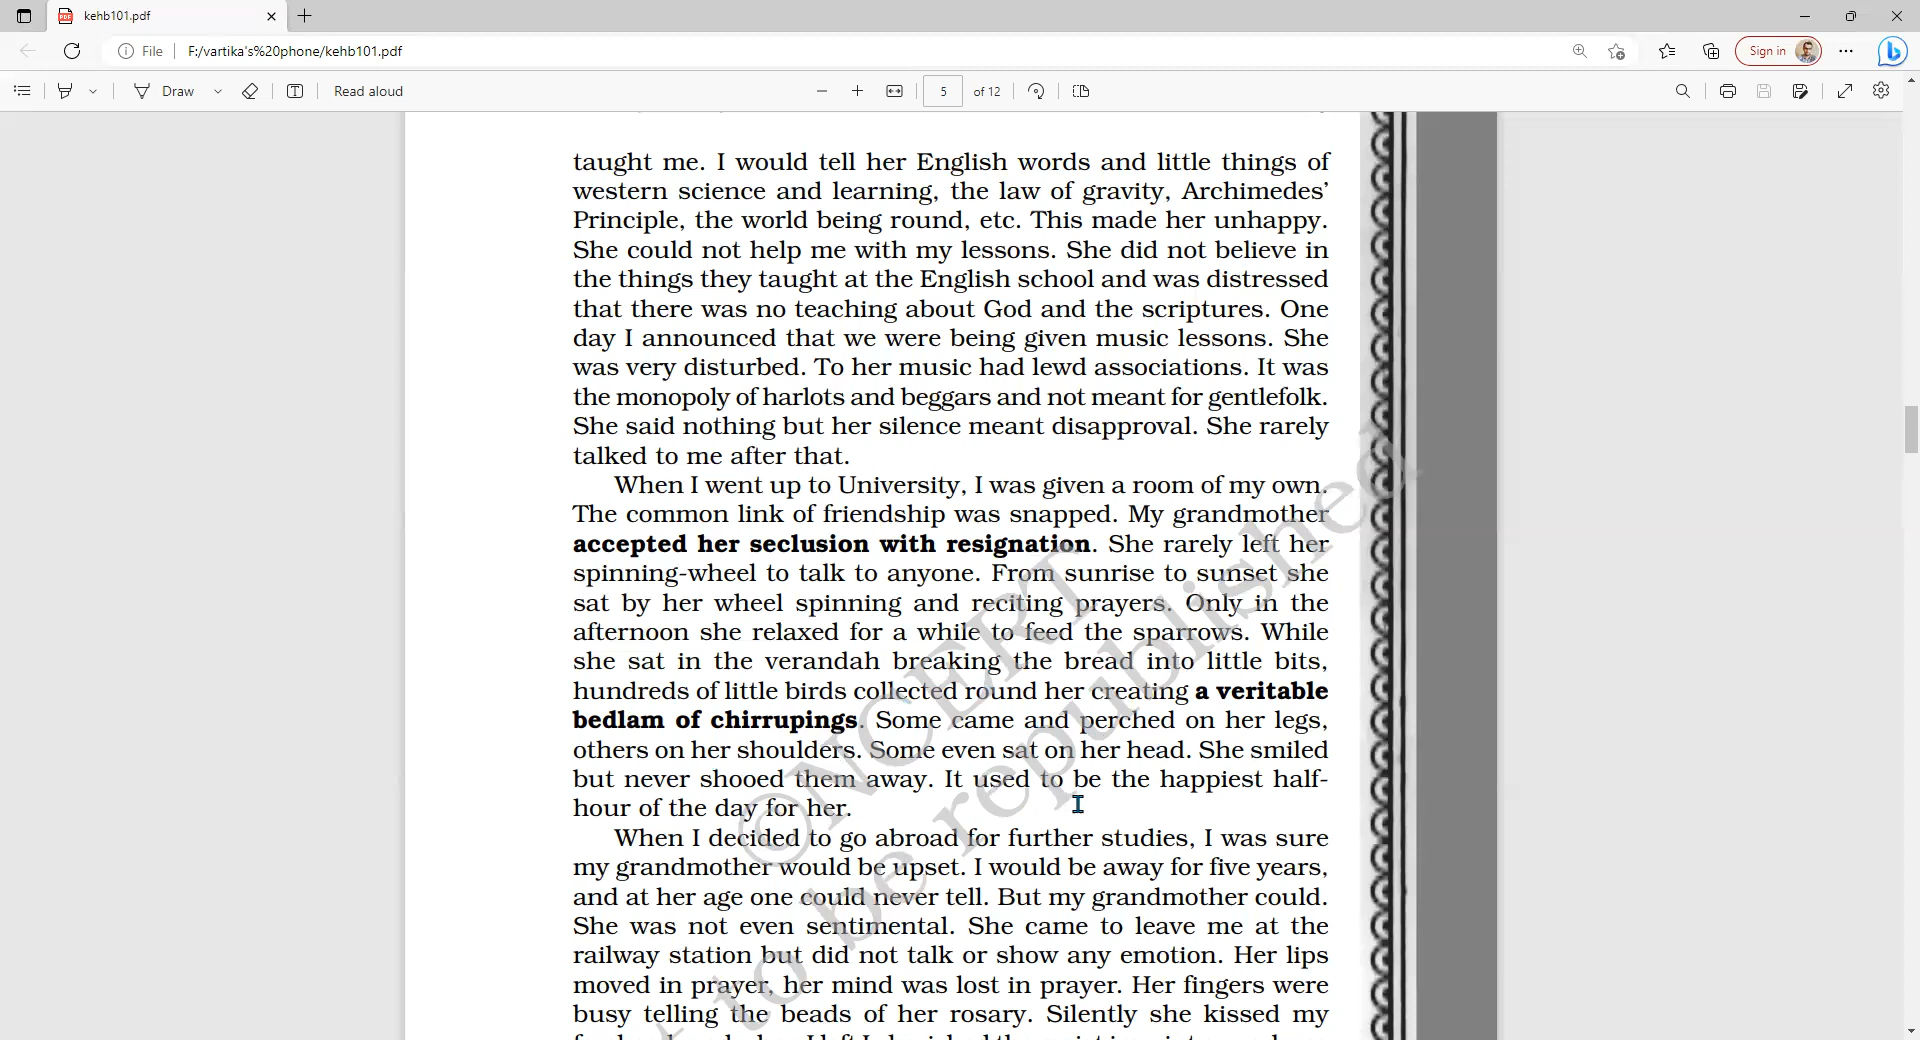 kehb101.pdf
File F:/vartika's%20phone/kehb101.pdf Sign in
Draw Read aloud 5 of 12
taught me. I would tell her English words and little things of
western science and learning, the law of gravity, Archimedes’
Principle, the world being round, etc. This made her unhappy.
She could not help me with my lessons. She did not believe in
the things they taught at the English school and was distressed
that there was no teaching about God and the scriptures. One
day I announced that we were being given music lessons. She
was very disturbed. To her music had lewd associations. It was
the monopoly of harlots and beggars and not meant for gentlefolk.
She said nothing but her silence meant disapproval. She rarely
talked to me after that.
When I went up to University, I was given a room of my own.
The common link of friendship was snapped. My grandmother
accepted her seclusion with resignation. She rarely left her
spinning-wheel to talk to anyone. From sunrise to sunset she
sat by her wheel spinning and reciting prayers. Only in the
afternoon she relaxed for a while to feed the sparrows. While
she sat in the verandah breaking the bread into little bits,
hundreds of little birds collected round her creating a veritable
bedlam of chirrupings. Some came and perched on her legs,
others on her shoulders. Some even sat on her head. She smiled
but never shooed them away. It used to be the happiest half-
hour of the day for her.
When I decided to go abroad for further studies, I was sure
my grandmother would be upset. I would be away for five years,
and at her age one could never tell. But my grandmother could.
She was not even sentimental. She came to leave me at the
railway station but did not talk or show any emotion. Her lips
moved in prayer, her mind was lost in prayer. Her fingers were
busy telling the beads of her rosary. Silently she kissed my
©NCERT
to be republished